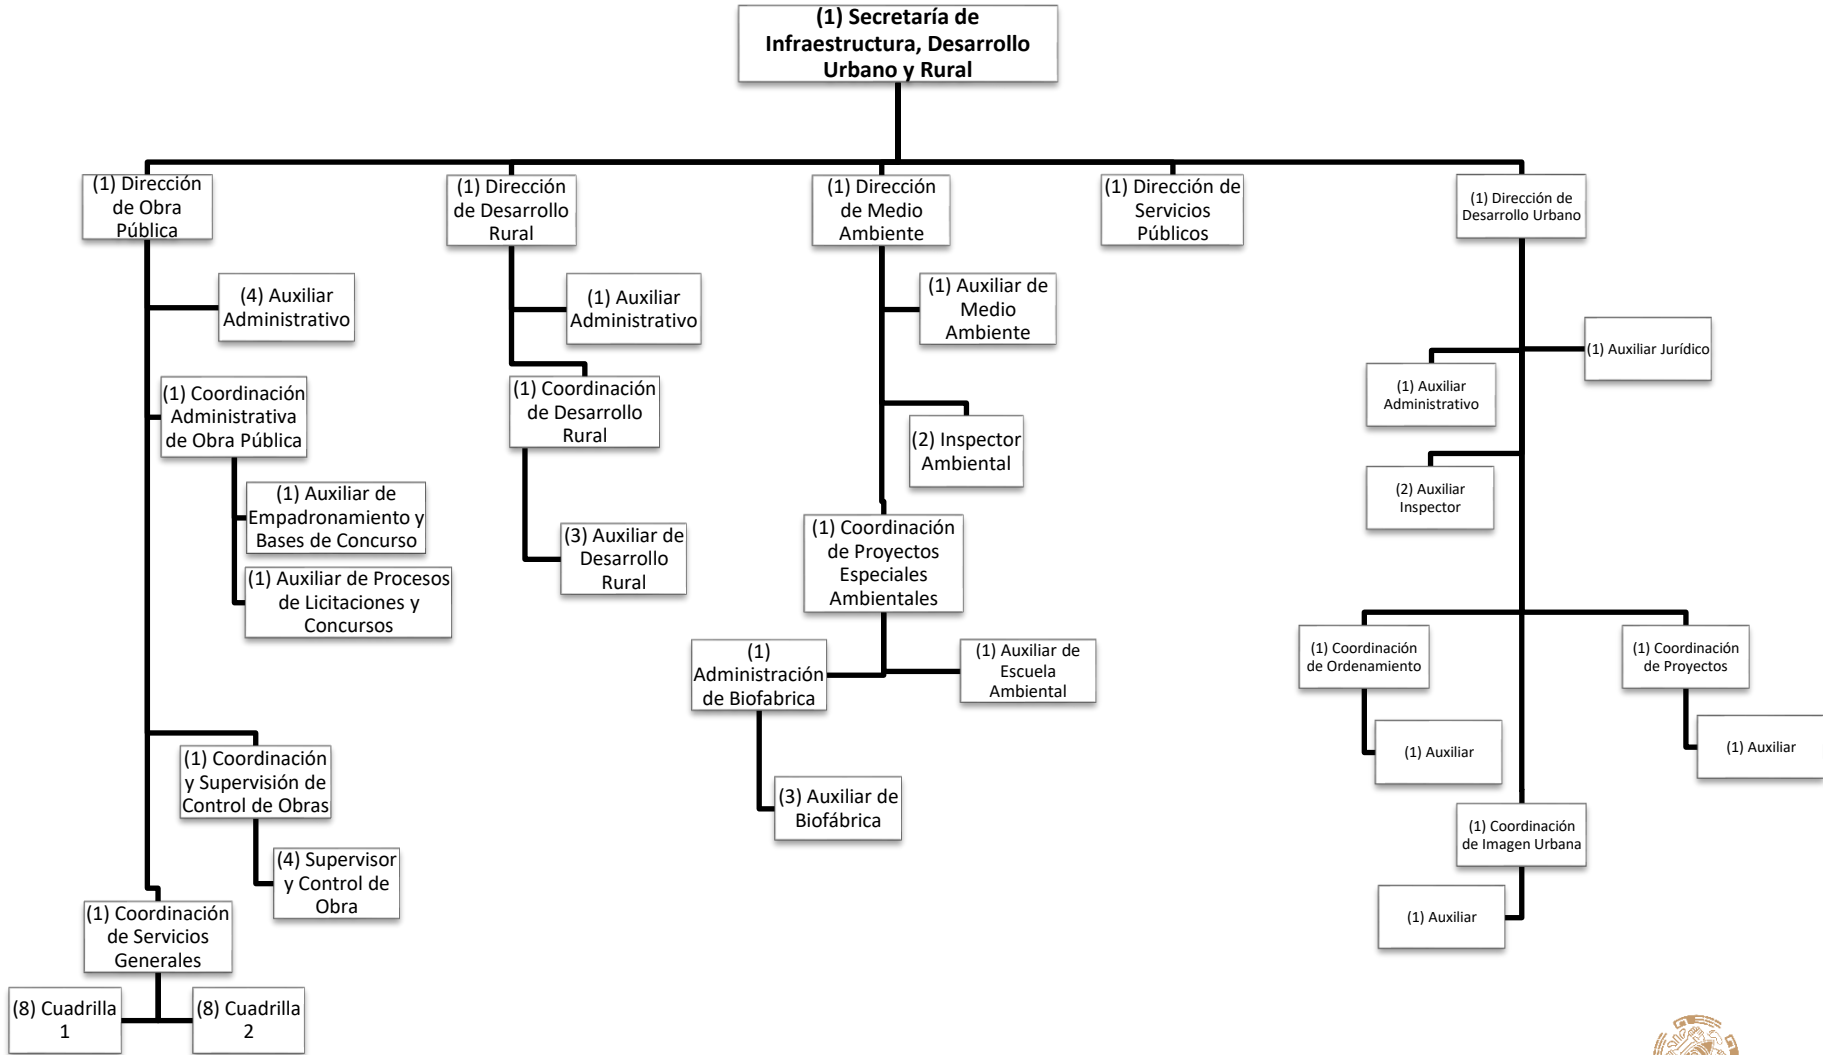 (1) Secretaría de
Infraestructura, Desarrollo
Urbano y Rural
(1) Dirección
de Obra
Pública
(1) Dirección
de Desarrollo
Rural
(1) Dirección
de Medio
Ambiente
(1) Dirección de
Servicios
Públicos
(1) Dirección de
Desarrollo Urbano
(4) Auxiliar
Administrativo
(1) Auxiliar
Administrativo
(1) Auxiliar de
Medio
Ambiente
(1) Auxiliar Jurídico
(1) Auxiliar
Administrativo
(1) Coordinación
Administrativa
de Obra Pública
(1) Coordinación
de Desarrollo
Rural
(2) Inspector
Ambiental
(2) Auxiliar
Inspector
(1) Auxiliar de
Empadronamiento y
Bases de Concurso
(3) Auxiliar de
Desarrollo
Rural
(1) Coordinación
de Proyectos
Especiales
Ambientales
(1) Auxiliar de Procesos
de Licitaciones y
Concursos
(1)
Administración
de Biofabrica
(1) Auxiliar de
Escuela
Ambiental
(1) Coordinación
de Ordenamiento
(1) Coordinación
de Proyectos
(1) Auxiliar
(1) Auxiliar
(1) Coordinación
y Supervisión de
Control de Obras
(3) Auxiliar de
Biofábrica
(1) Coordinación
de Imagen Urbana
(4) Supervisor
y Control de
Obra
(1) Auxiliar
(1) Coordinación
de Servicios
Generales
(8) Cuadrilla
1
(8) Cuadrilla
2